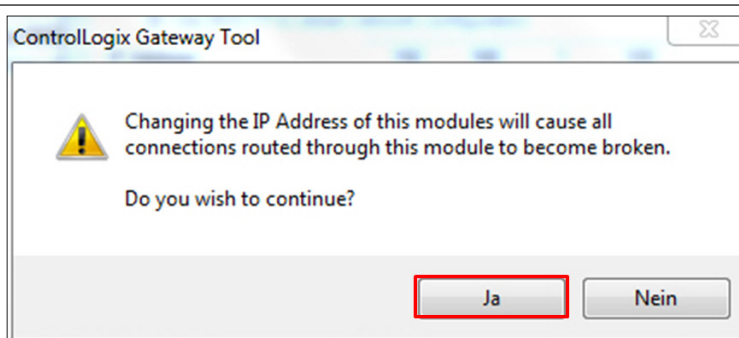 ControlLogix Gateway Tool
Changing the IP Address of this modules will cause all
connections routed through this module to become broken.
Do you wish to continue?
Ja
Nein